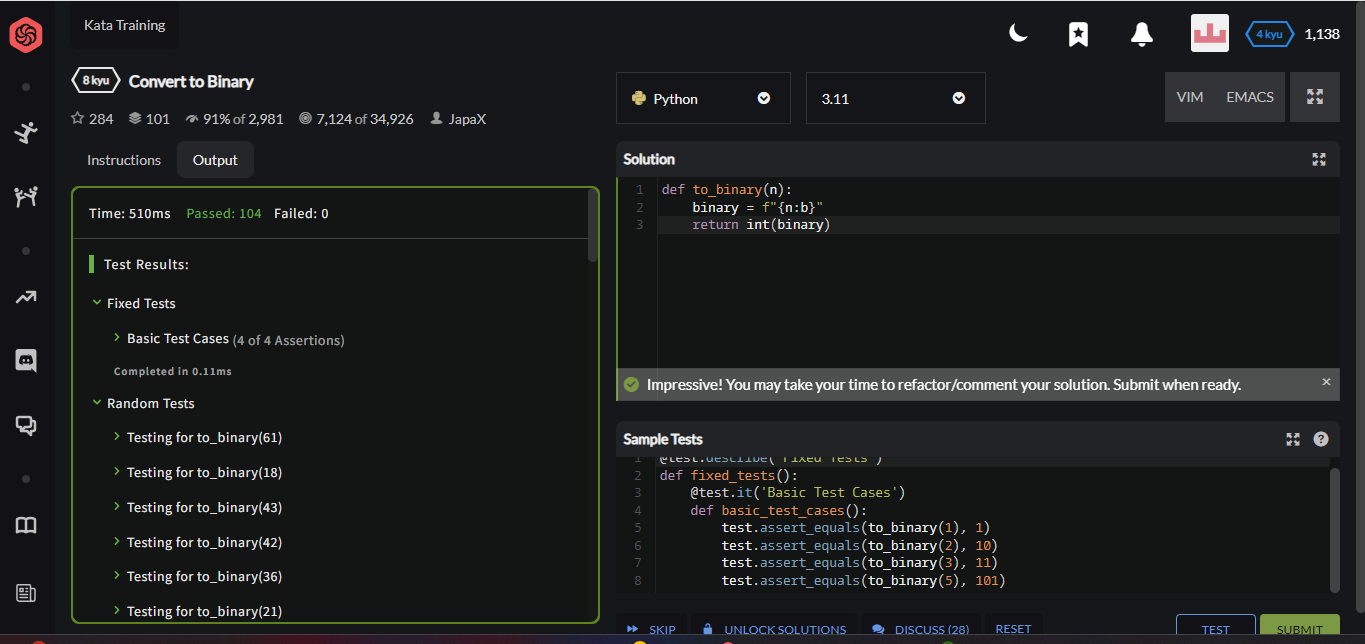 Kata Training
4 kyu 1,138
8 kyu Convert to Binary
284 101 91% of 2,981 7,124 of 34,926 JapaX
Instructions Output
Time: 510ms Passed: 104 Failed: 0
Test Results:
Fixed Tests
Basic Test Cases (4 of 4 Assertions)
Completed in 0.11ms
Random Tests
Testing for to_binary(61)
Testing for to_binary(18)
Testing for to_binary(43)
Testing for to_binary(42)
Testing for to_binary(36)
Testing for to_binary(21)
Python 3.11 VIM EMACS
Solution
1 def to_binary(n):
2     binary = f"{n:b}"
3     return int(binary)
Impressive! You may take your time to refactor/comment your solution. Submit when ready. ×
Sample Tests ?
1 @test.describe('Fixed Tests')
2 def fixed_tests():
3     @test.it('Basic Test Cases')
4     def basic_test_cases():
5         test.assert_equals(to_binary(1), 1)
6         test.assert_equals(to_binary(2), 10)
7         test.assert_equals(to_binary(3), 11)
8         test.assert_equals(to_binary(5), 101)
SKIP UNLOCK SOLUTIONS DISCUSS (28) RESET TEST SUBMIT